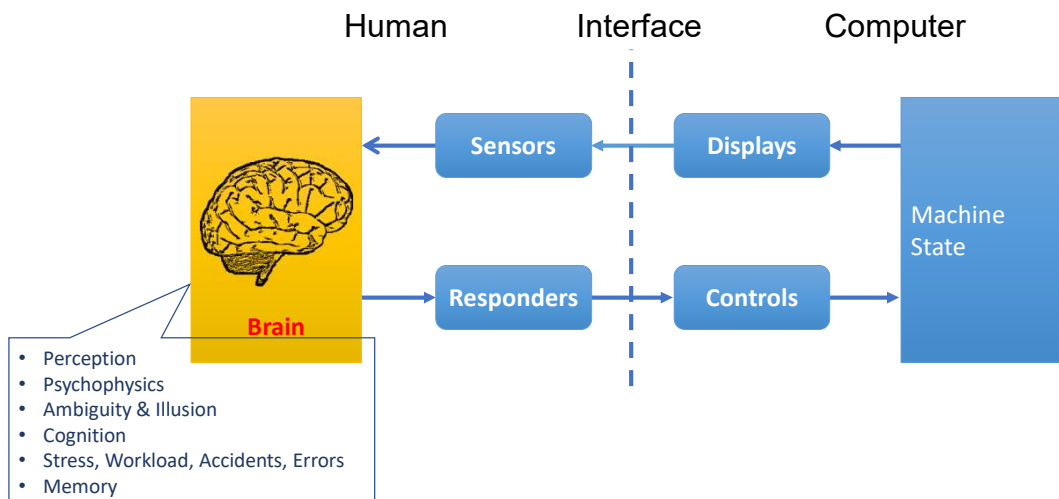 Human Interface Computer
Sensors Displays
Machine
State
Responders Controls
Brain
• Perception
• Psychophysics
• Ambiguity & Illusion
• Cognition
• Stress, Workload, Accidents, Errors
• Memory